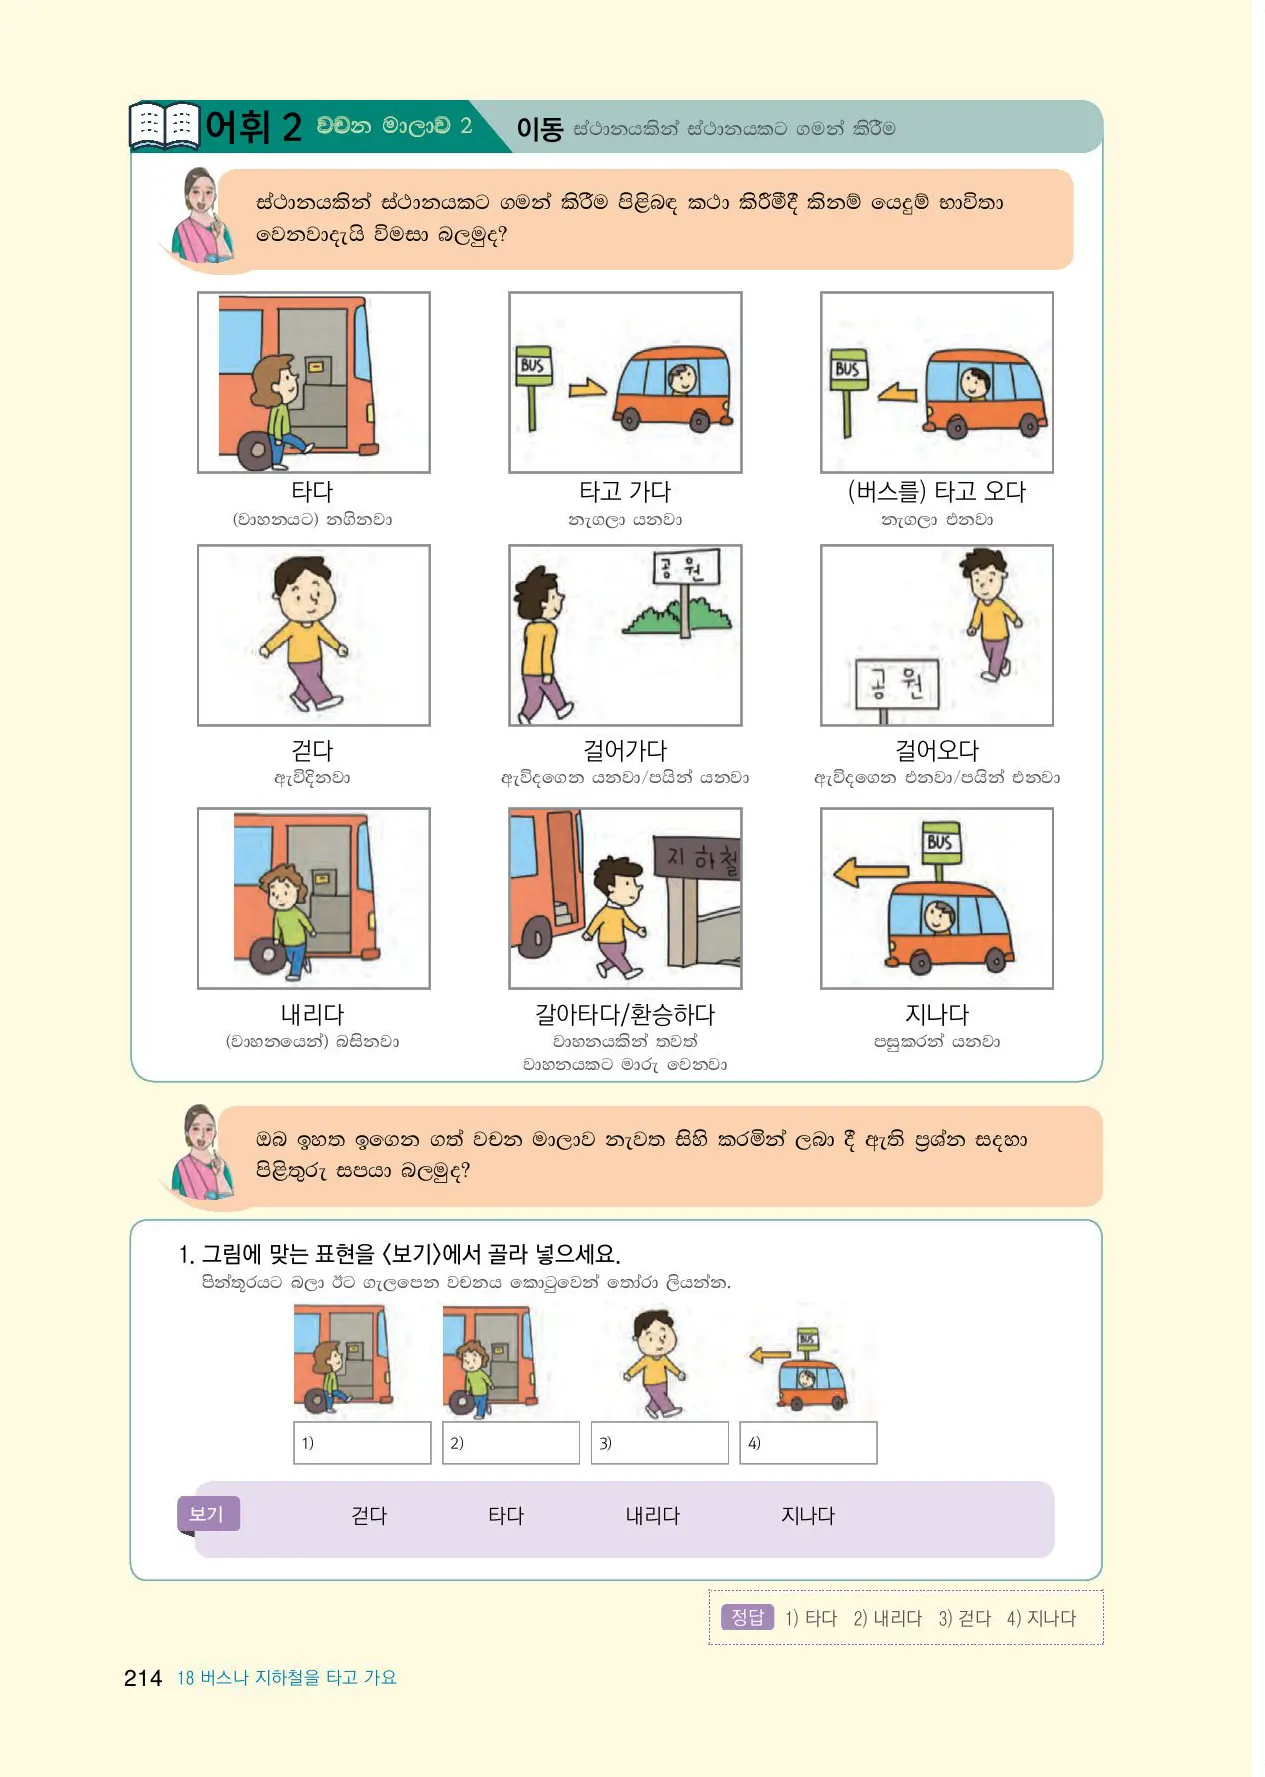 어휘 2 වචන මාලාව 2 이동 ස්ථානයකින් ස්ථානයකට ගමන් කිරීම
ස්ථානයකින් ස්ථානයකට ගමන් කිරීම පිළිබඳ කථා කිරීමීදී කිනම් යෙදුම් භාවිතා
වෙනවාදැයි විමසා බලමුද?
BUS BUS
타다 타고 가다 (버스를) 타고 오다
(වාහනයට) නගිනවා නැගලා යනවා නැගලා එනවා
공원 공원
걷다 걸어가다 걸어오다
ඇවිදිනවා ඇවිදගෙන යනවා/පයින් යනවා ඇවිදගෙන එනවා/පයින් එනවා
지하철 BUS
내리다 갈아타다/환승하다 지나다
(වාහනයෙන්) බසිනවා වාහනයකින් තවත් පසුකරන් යනවා
වාහනයකට මාරු වෙනවා
ඔබ ඉහත ඉගෙන ගත් වචන මාලාව නැවත සිහි කරමින් ලබා දී ඇති ප්‍රශ්න සදහා
පිළිතුරු සපයා බලමුද?
1. 그림에 맞는 표현을 〈보기〉에서 골라 넣으세요.
පින්තූරයට බලා ඊට ගැලපෙන වචනය කොටුවෙන් තෝරා ලියන්න.
BUS
1) 2) 3) 4)
보기 걷다 타다 내리다 지나다
정답 1) 타다 2) 내리다 3) 걷다 4) 지나다
214 18 버스나 지하철을 타고 가요